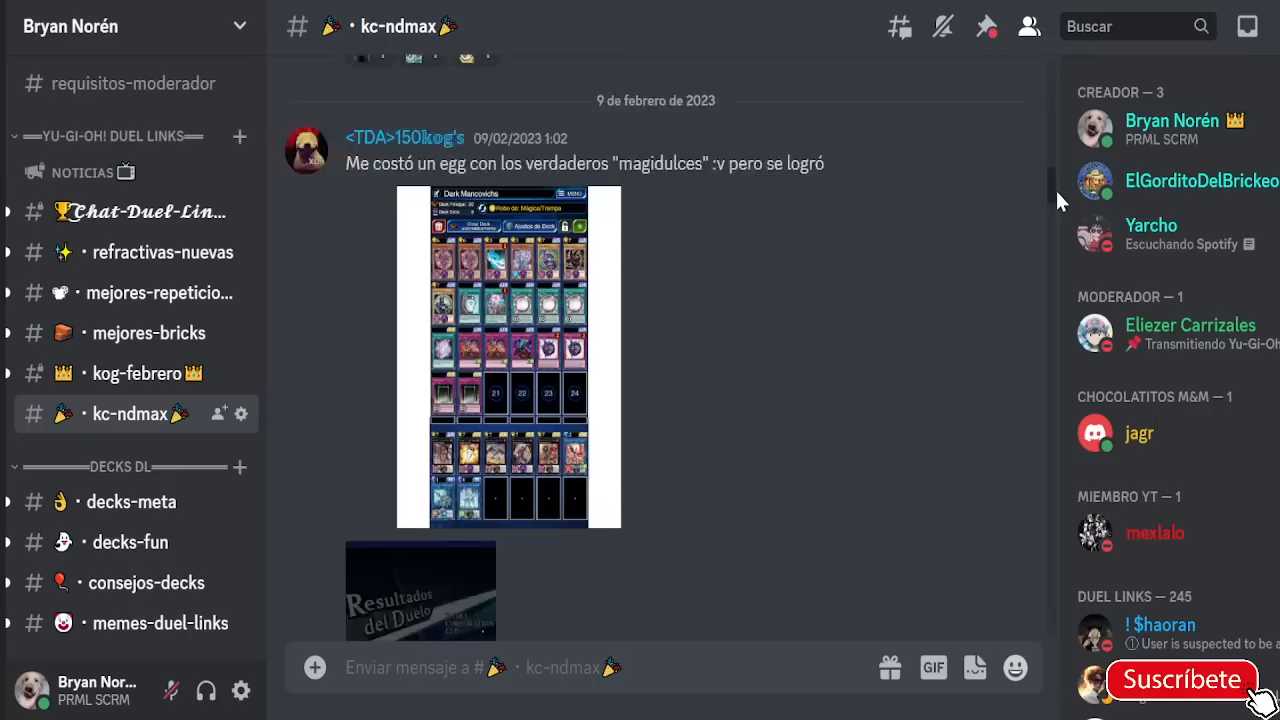 Bryan Norén
# 🎉・kc-ndmax🎉
Buscar
# requisitos-moderador
══YU-GI-OH! DUEL LINKS══
NOTICIAS📺
🏆Chat-Duel-Lin...
# ✨・refractivas-nuevas
# ・mejores-repeticio...
# 🧱・mejores-bricks
👑・kog-febrero👑
# 🎉・kc-ndmax🎉
DECKS DL
# 👌・decks-meta
# 👻・decks-fun
# 🎈・consejos-decks
# 🤡・memes-duel-links
Bryan Nor...
PRML SCRM
9 de febrero de 2023
<TDA>150𝕜𝕠𝕘's 09/02/2023 1:02
Me costó un egg con los verdaderos "magidulces" :v pero se logró
Dark Mancovichs
MENU
Robo de: Mágica/Trampa
Crear Deck
automáticamente
Ajustes de Deck
21 22 23 24
Resultados
del Duelo
Enviar mensaje a #🎉・kc-ndmax🎉
GIF
CREADOR — 3
Bryan Norén 👑
PRML SCRM
ElGorditoDelBrickeo
Yarcho
Escuchando Spotify
MODERADOR — 1
Eliezer Carrizales
📌 Transmitiendo Yu-Gi-Oh
CHOCOLATITOS M&M — 1
jagr
MIEMBRO YT — 1
mexlalo
DUEL LINKS — 245
! $haoran
User is suspected to be a
Suscríbete